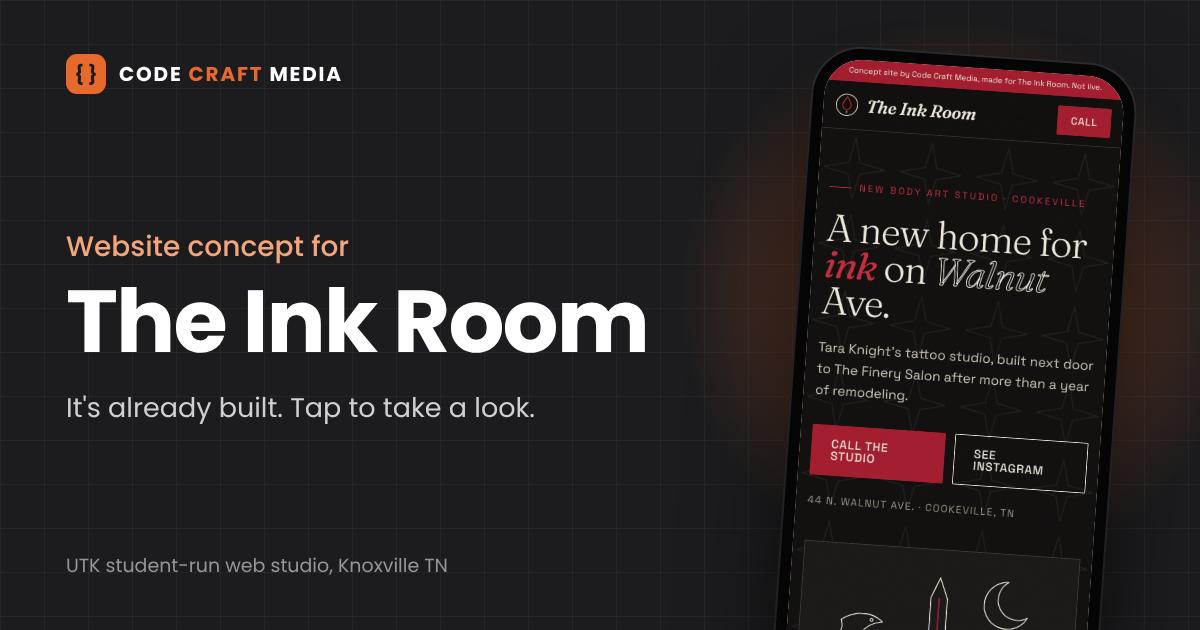 { } CODE CRAFT MEDIA
Website concept for
The Ink Room
It's already built. Tap to take a look.
UTK student-run web studio, Knoxville TN
Concept site by Code Craft Media, made for The Ink Room. Not live.
The Ink Room
CALL
NEW BODY ART STUDIO · COOKEVILLE
A new home for
ink on Walnut
Ave.
Tara Knight's tattoo studio, built next door
to The Finery Salon after more than a year
of remodeling.
CALL THE
STUDIO
SEE
INSTAGRAM
44 N. WALNUT AVE. · COOKEVILLE, TN